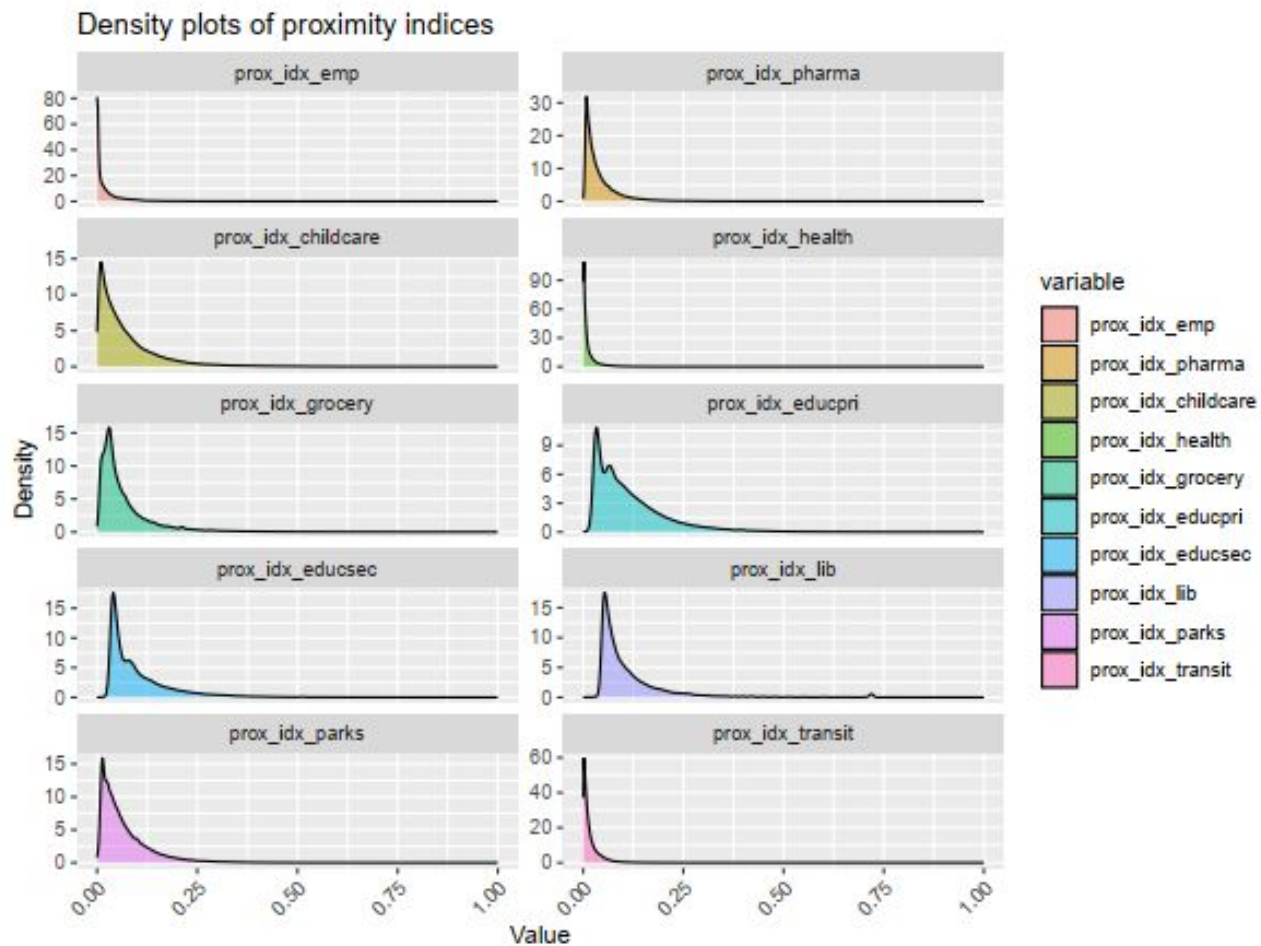 Density plots of proximity indices
prox_idx_emp
prox_idx_pharma
80
60
40
20
0
30
20
10
0
prox_idx_childcare
prox_idx_health
15
10
5
0
90
60
30
0
prox_idx_grocery
prox_idx_educpri
15
10
5
0
9
6
3
0
prox_idx_educsec
prox_idx_lib
15
10
5
0
15
10
5
0
prox_idx_parks
prox_idx_transit
15
10
5
0
60
40
20
0
0.00 0.25 0.50 0.75 1.00
0.00 0.25 0.50 0.75 1.00
Density
Value
variable
prox_idx_emp
prox_idx_pharma
prox_idx_childcare
prox_idx_health
prox_idx_grocery
prox_idx_educpri
prox_idx_educsec
prox_idx_lib
prox_idx_parks
prox_idx_transit